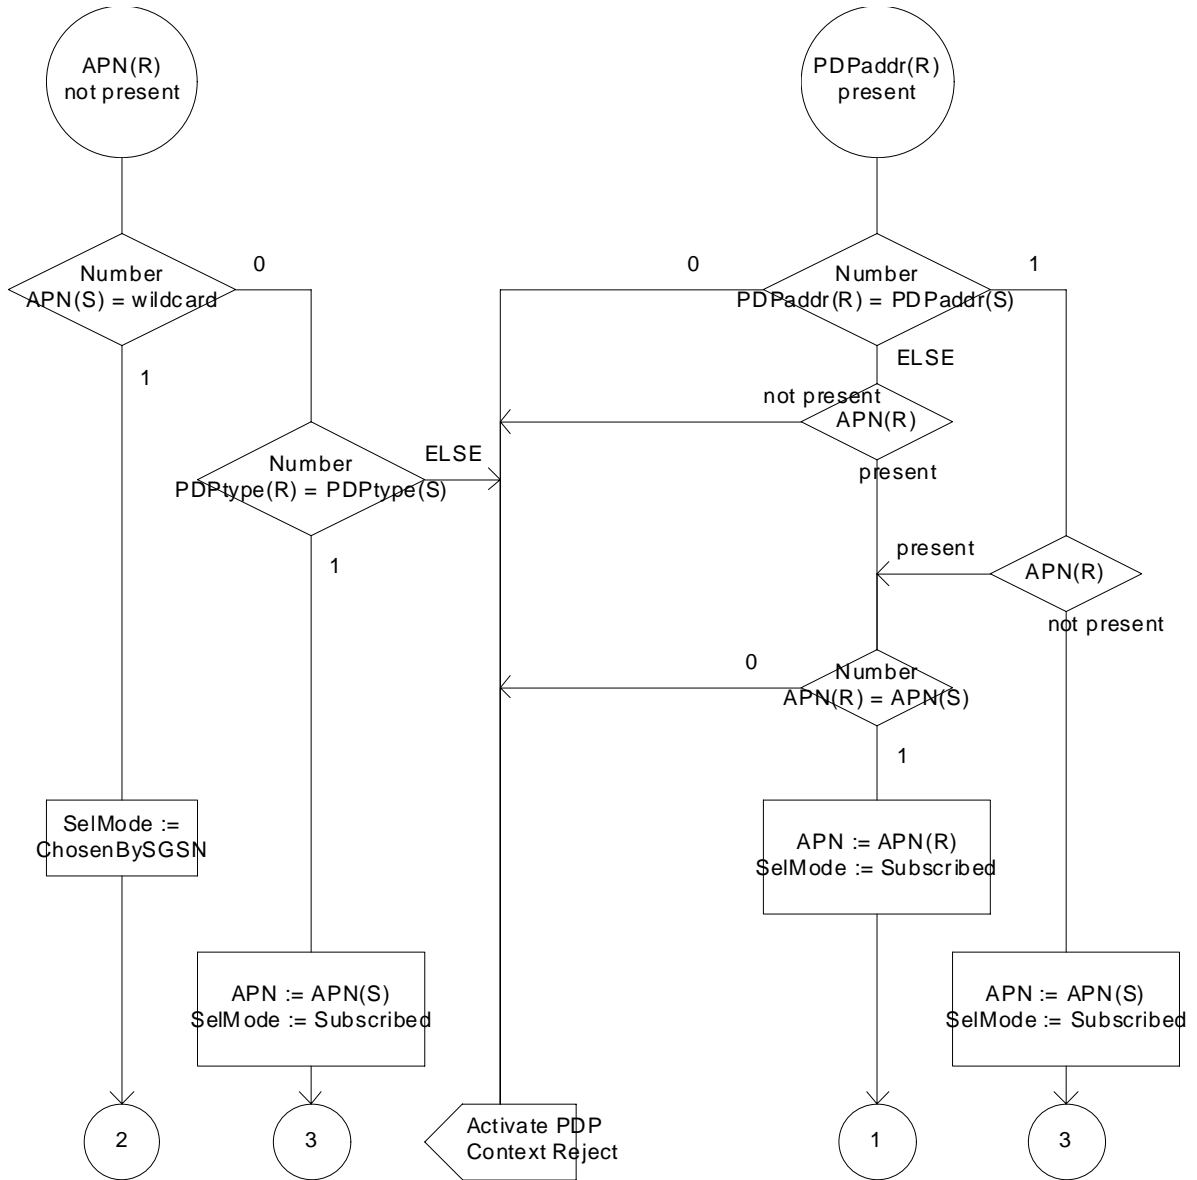 APN(R)
not present
PDPaddr(R)
present
0
0
1
Number
APN(S) = wildcard
Number
PDPaddr(R) = PDPaddr(S)
ELSE
1
not present
APN(R)
ELSE
Number
PDPtype(R) = PDPtype(S)
present
1
present
APN(R)
not present
0
Number
APN(R) = APN(S)
1
SelMode :=
ChosenBySGSN
APN := APN(R)
SelMode := Subscribed
APN := APN(S)
SelMode := Subscribed
APN := APN(S)
SelMode := Subscribed
2
3
Activate PDP
Context Reject
1
3